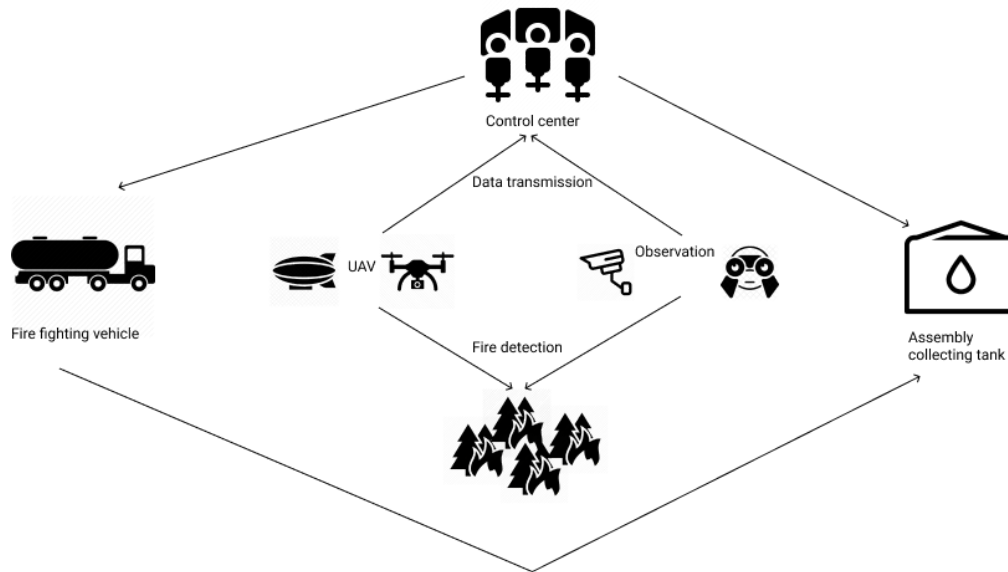 Control center
Data transmission
UAV
Observation
Fire fighting vehicle
Assembly
collecting tank
Fire detection